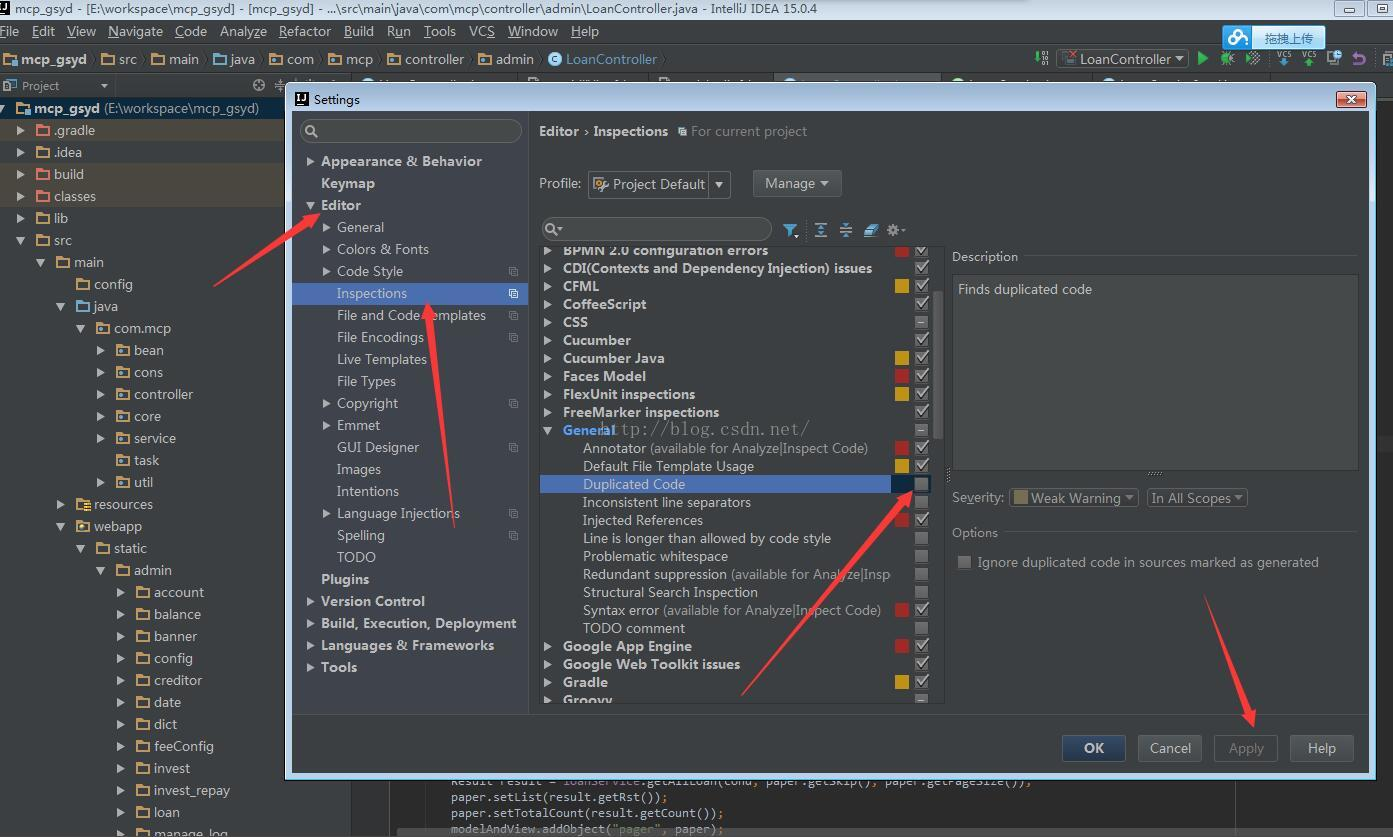 mcp_gsyd - [E:\workspace\mcp_gsyd] - [mcp_gsyd] - ...\src\main\java\com\mcp\controller\admin\LoanController.java - IntelliJ IDEA 15.0.4
File Edit View Navigate Code Analyze Refactor Build Run Tools VCS Window Help
拖拽上传
mcp_gsyd src main java com mcp controller admin LoanController
LoanController
VCS VCS
Project
mcp_gsyd (E:\workspace\mcp_gsyd)
.gradle
.idea
build
classes
lib
src
main
config
java
com.mcp
bean
cons
controller
core
service
task
util
resources
webapp
static
admin
account
balance
banner
config
creditor
date
dict
feeConfig
invest
invest_repay
loan
manage_log
Settings
Appearance & Behavior
Keymap
Editor
General
Colors & Fonts
Code Style
Inspections
File and Code Templates
File Encodings
Live Templates
File Types
Copyright
Emmet
GUI Designer
Images
Intentions
Language Injections
Spelling
TODO
Plugins
Version Control
Build, Execution, Deployment
Languages & Frameworks
Tools
Editor › Inspections For current project
Profile: Project Default Manage
BPMN 2.0 configuration errors
CDI(Contexts and Dependency Injection) issues
CFML
CoffeeScript
CSS
Cucumber
Cucumber Java
Faces Model
FlexUnit inspections
FreeMarker inspections
General
http://blog.csdn.net/
Annotator (available for Analyze|Inspect Code)
Default File Template Usage
Duplicated Code
Inconsistent line separators
Injected References
Line is longer than allowed by code style
Problematic whitespace
Redundant suppression (available for Analyze|Insp
Structural Search Inspection
Syntax error (available for Analyze|Inspect Code)
TODO comment
Google App Engine
Google Web Toolkit issues
Gradle
Groovy
Description
Finds duplicated code
Severity: Weak Warning In All Scopes
Options
Ignore duplicated code in sources marked as generated
OK Cancel Apply Help
Result result = loanService.getAllLoan(cond, paper.getSkip(), paper.getPageSize());
paper.setList(result.getRst());
paper.setTotalCount(result.getCount());
modelAndView.addObject("pager", paper);